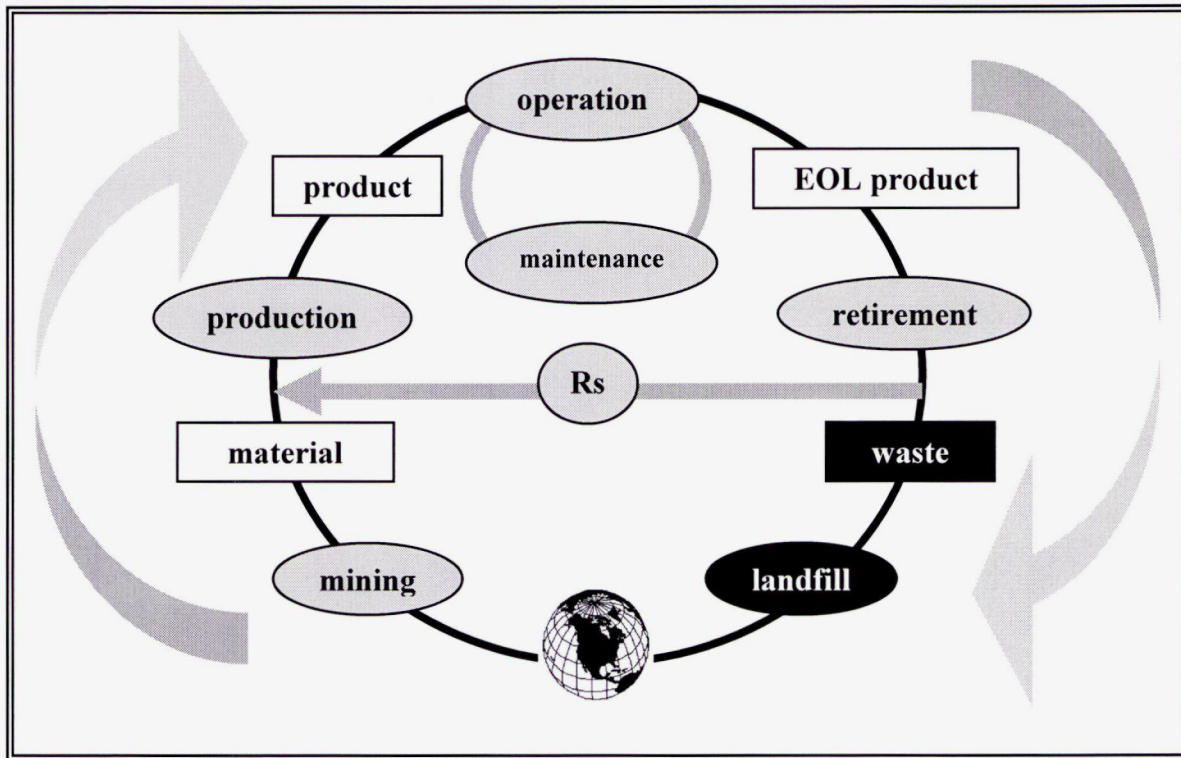 operation
product
EOL product
maintenance
production
retirement
Rs
material
waste
mining
landfill